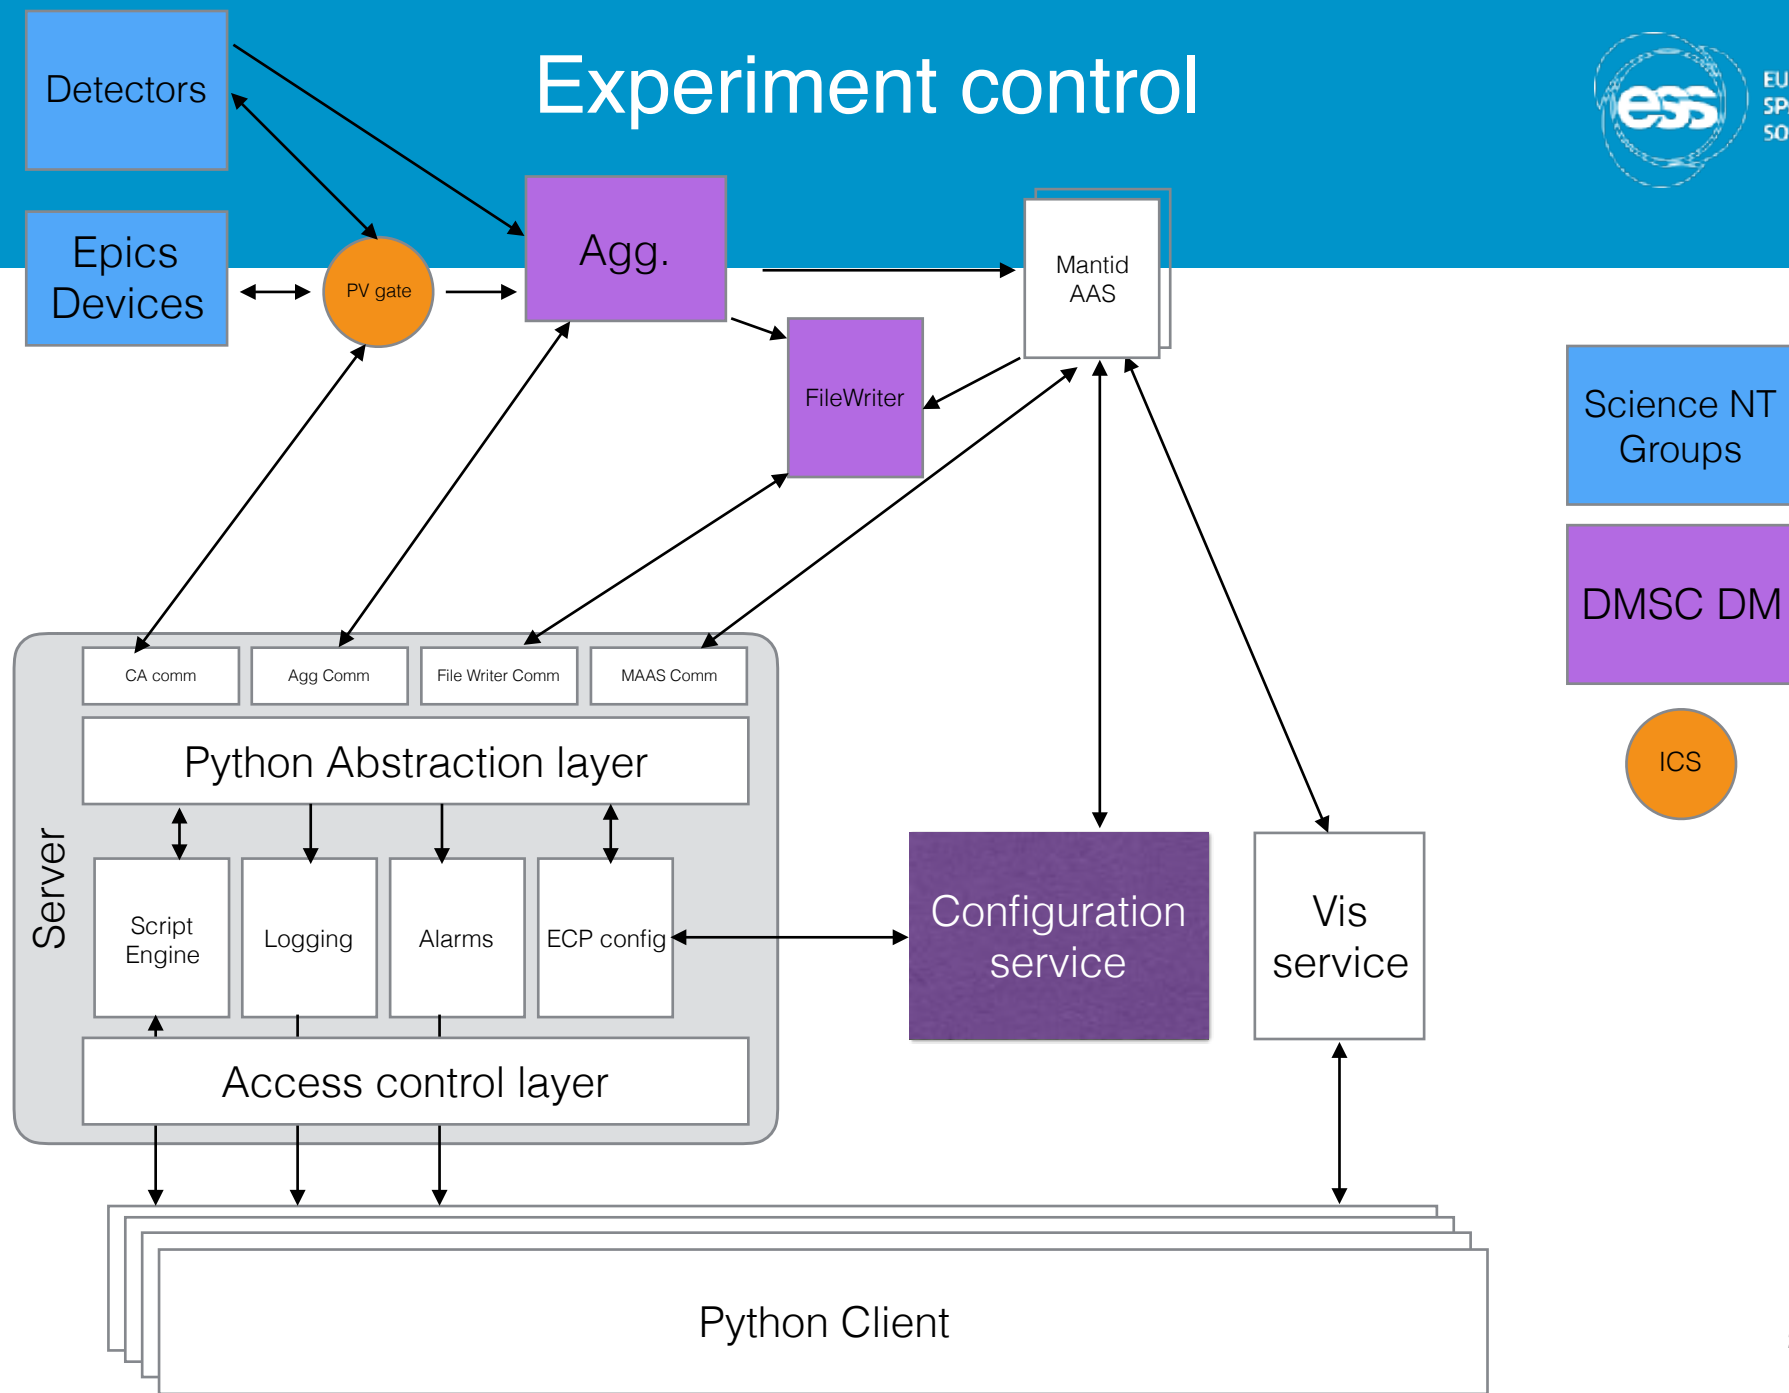 Experiment control
ess
Detectors
Epics
Devices
PV gate
Agg.
Mantid
AAS
FileWriter
Science NT
Groups
DMSC DM
ICS
CA comm
Agg Comm
File Writer Comm
MAAS Comm
Python Abstraction layer
Server
Script
Engine
Logging
Alarms
ECP config
Configuration
service
Vis
service
Access control layer
Python Client